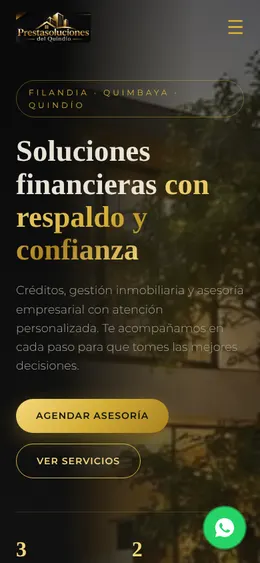 Prestasoluciones
del Quindío
FILANDIA · QUIMBAYA ·
QUINDÍO
Soluciones
financieras con
respaldo y
confianza
Créditos, gestión inmobiliaria y asesoría
empresarial con atención
personalizada. Te acompañamos en
cada paso para que tomes las mejores
decisiones.
AGENDAR ASESORÍA
VER SERVICIOS
3 2